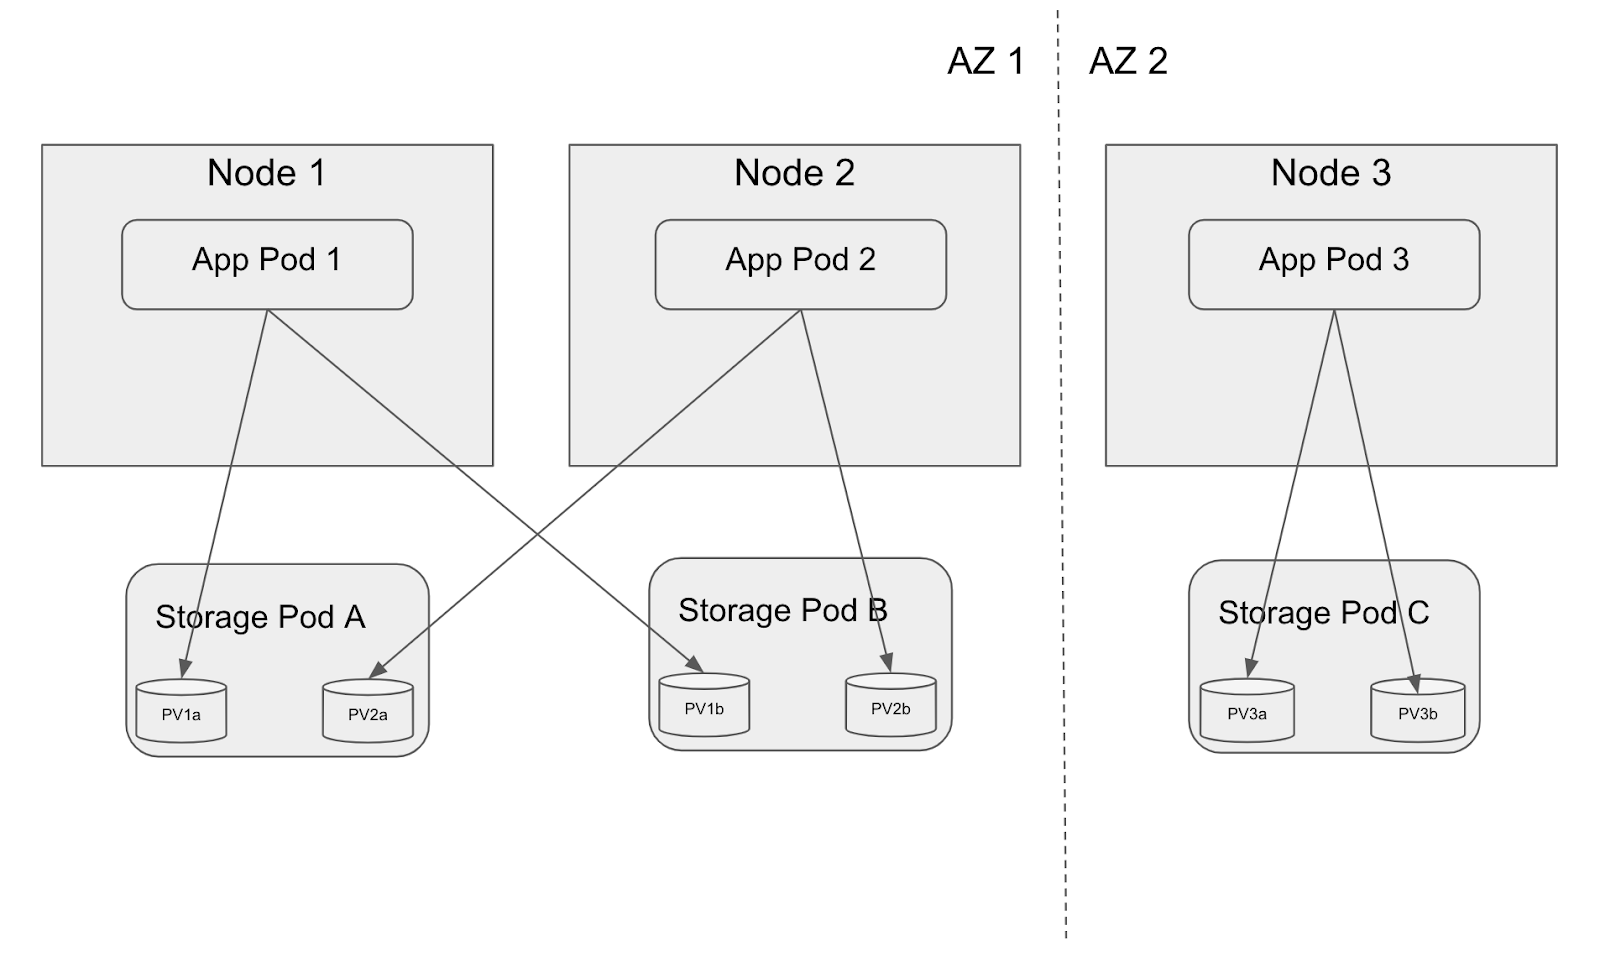 AZ 1
AZ 2
Node 1
Node 2
Node 3
App Pod 1
App Pod 2
App Pod 3
Storage Pod A
Storage Pod B
Storage Pod C
PV1a
PV2a
PV1b
PV2b
PV3a
PV3b